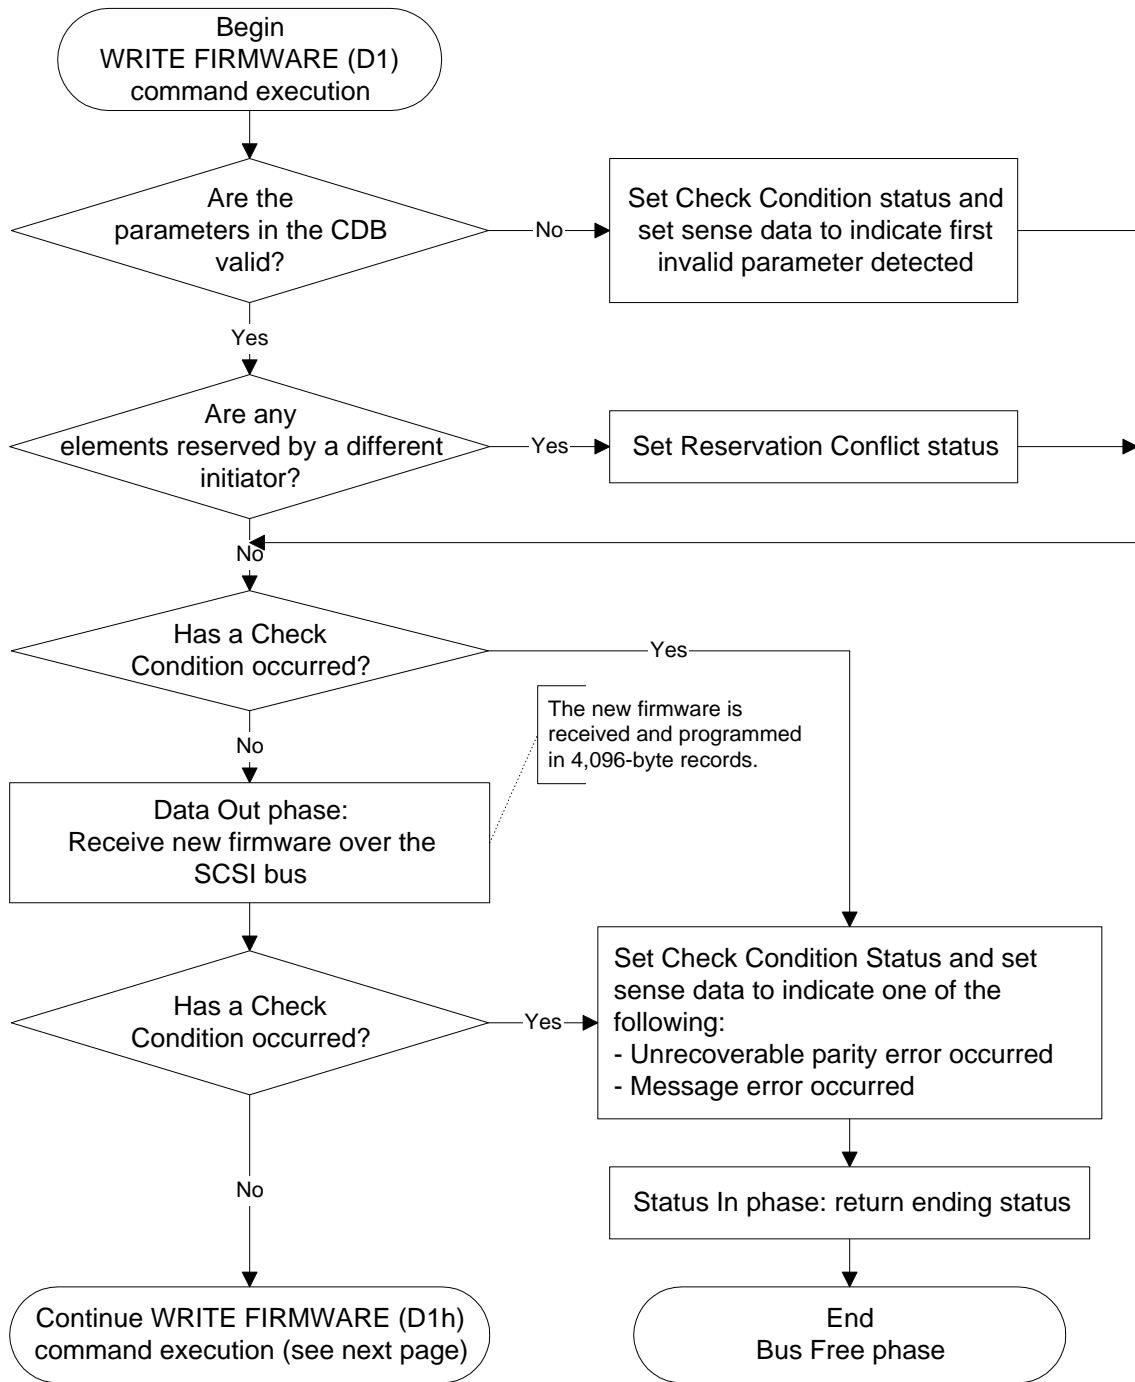 Begin
WRITE FIRMWARE (D1)
command execution
Are the
parameters in the CDB
valid?
No
Set Check Condition status and
set sense data to indicate first
invalid parameter detected
Yes
Are any
elements reserved by a different
initiator?
Yes
Set Reservation Conflict status
No
Has a Check
Condition occurred?
Yes
The new firmware is
received and programmed
in 4,096-byte records.
No
Data Out phase:
Receive new firmware over the
SCSI bus
Has a Check
Condition occurred?
Yes
Set Check Condition Status and set
sense data to indicate one of the
following:
- Unrecoverable parity error occurred
- Message error occurred
No
Status In phase: return ending status
Continue WRITE FIRMWARE (D1h)
command execution (see next page)
End
Bus Free phase